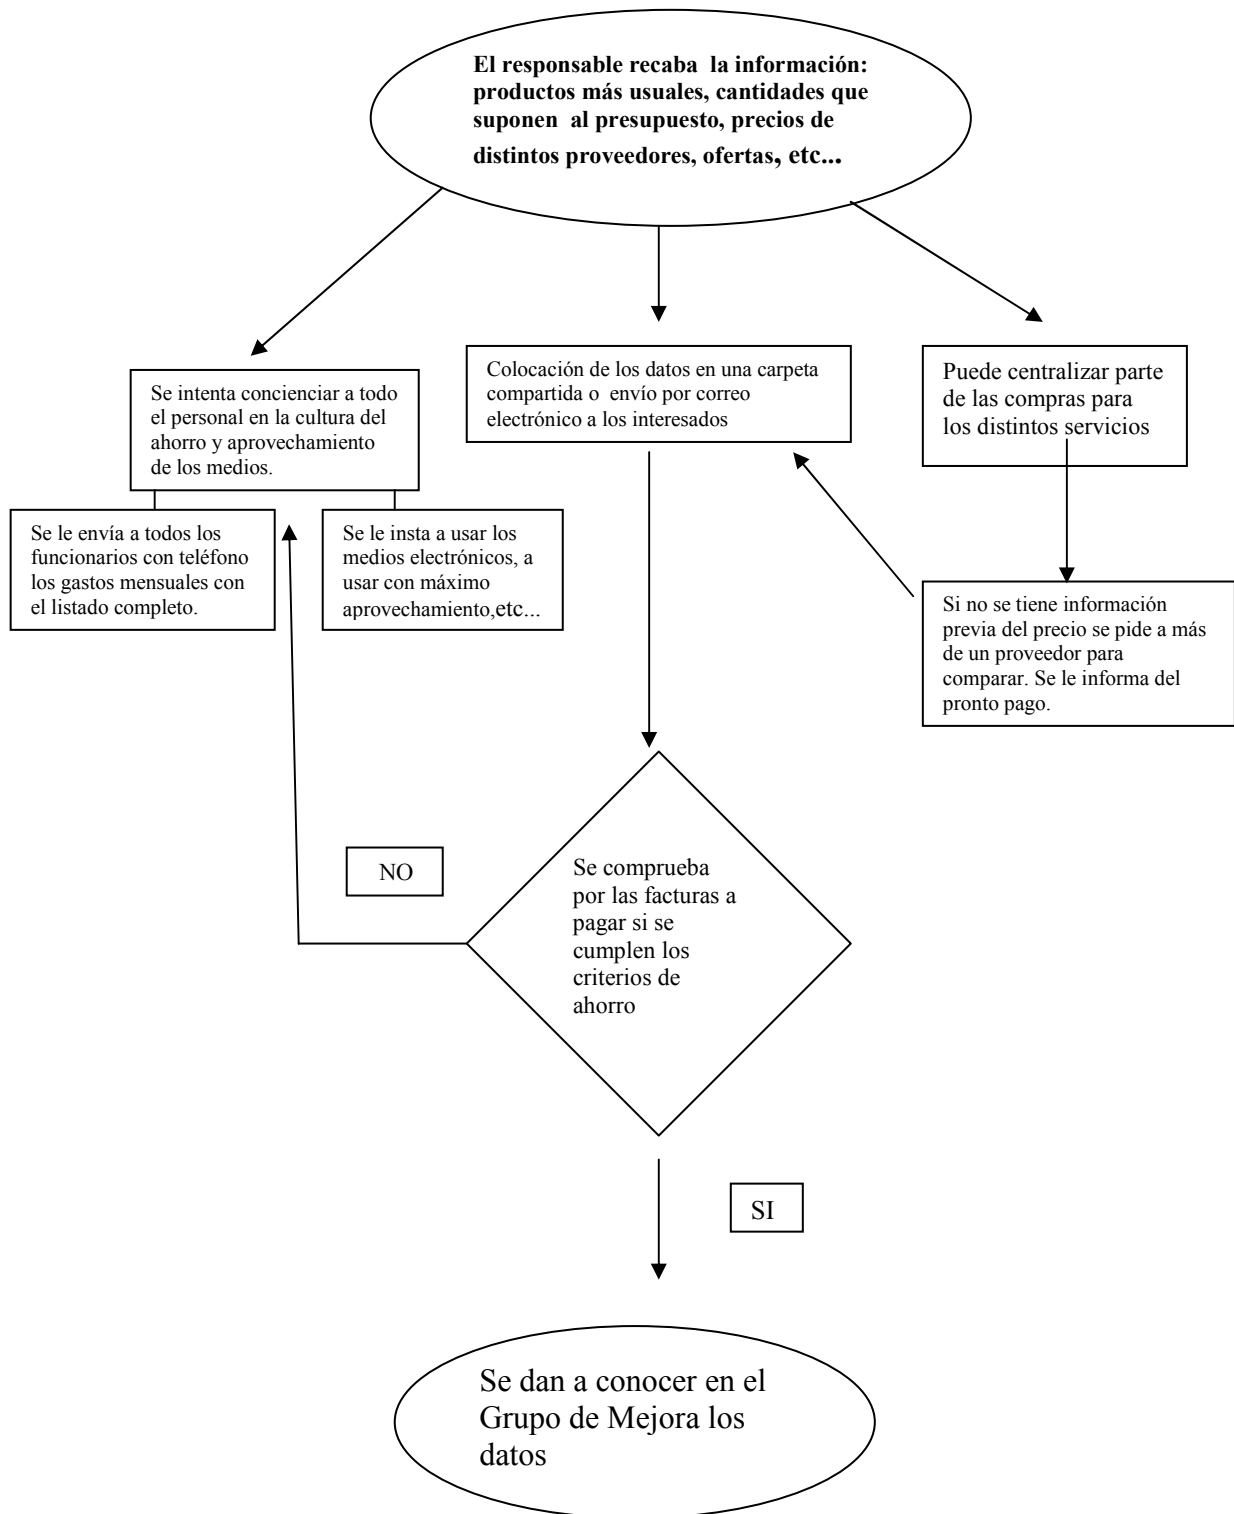 El responsable recaba  la información:
productos más usuales, cantidades que
suponen  al presupuesto, precios de
distintos proveedores, ofertas, etc...
Se intenta concienciar a todo
el personal en la cultura del
ahorro y aprovechamiento
de los medios.
Colocación de los datos en una carpeta
compartida o  envío por correo
electrónico a los interesados
Puede centralizar parte
de las compras para
los distintos servicios
Se le envía a todos los
funcionarios con teléfono
los gastos mensuales con
el listado completo.
Se le insta a usar los
medios electrónicos, a
usar con máximo
aprovechamiento,etc...
Si no se tiene información
previa del precio se pide a más
de un proveedor para
comparar. Se le informa del
pronto pago.
NO
Se comprueba
por las facturas a
pagar si se
cumplen los
criterios de
ahorro
SI
Se dan a conocer en el
Grupo de Mejora los
datos